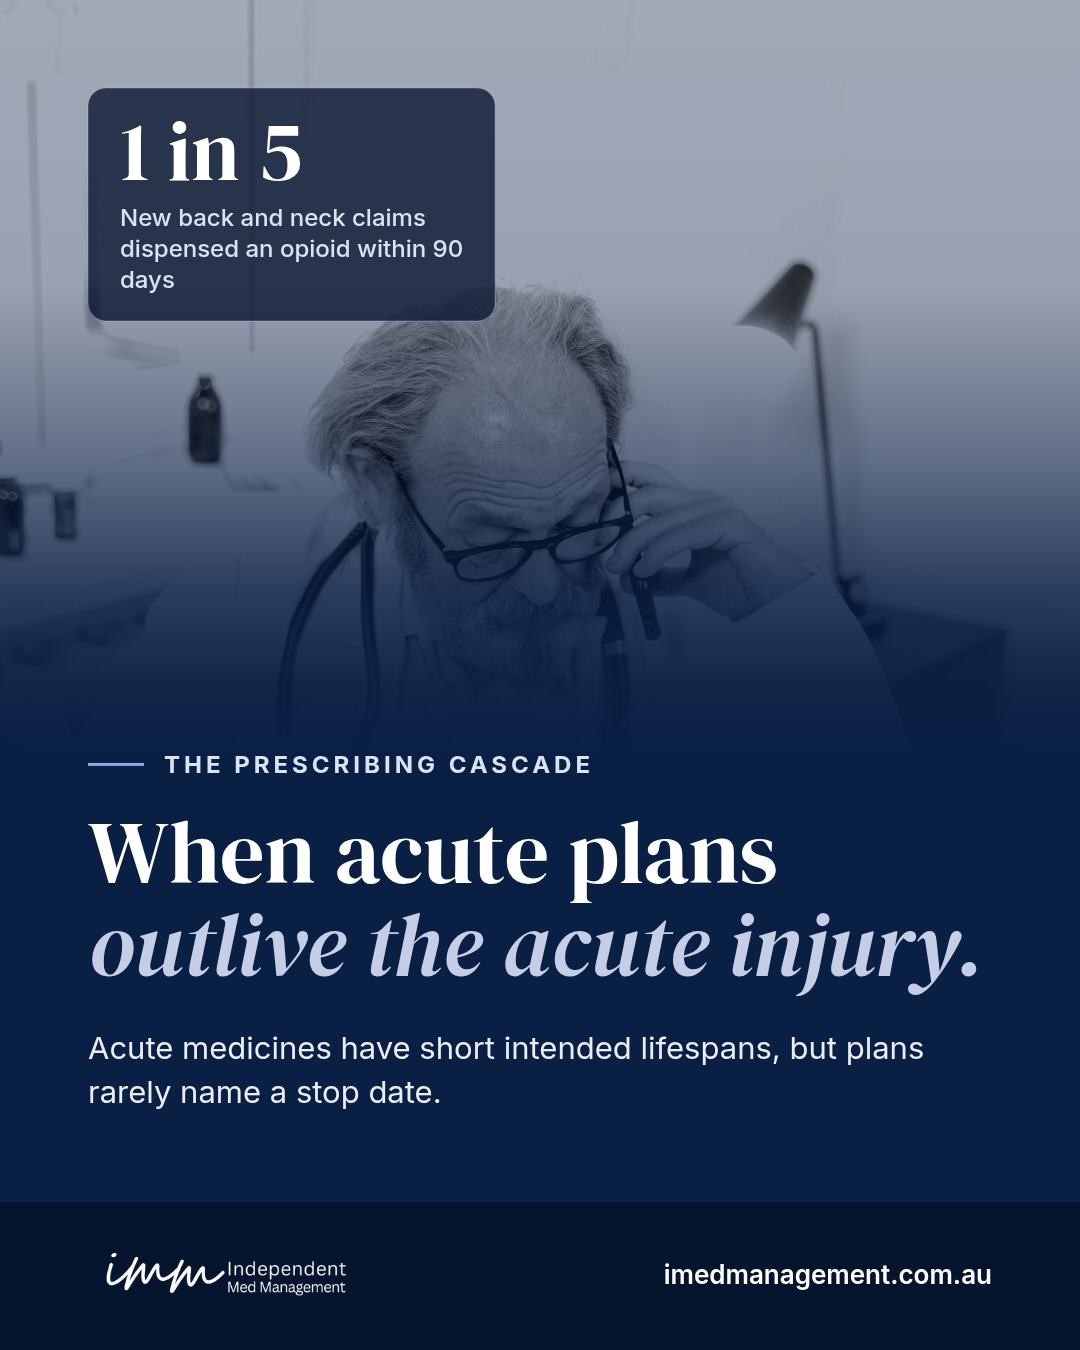 1 in 5
New back and neck claims
dispensed an opioid within 90
days
THE PRESCRIBING CASCADE
When acute plans
outlive the acute injury.
Acute medicines have short intended lifespans, but plans
rarely name a stop date.
imm Independent
Med Management
imedmanagement.com.au